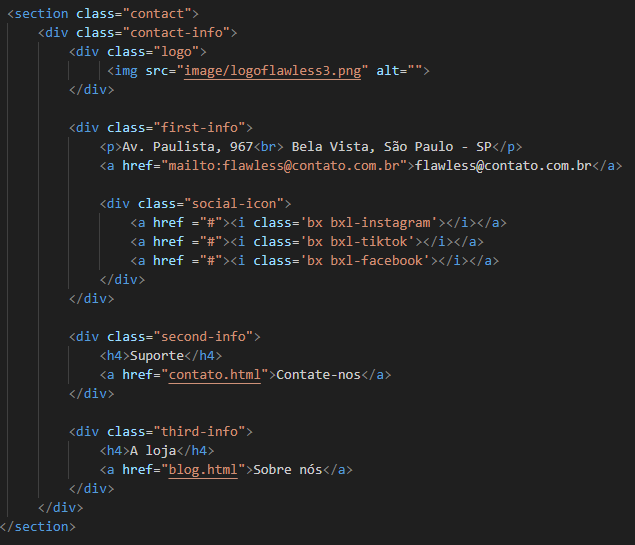 <section class="contact">
<div class="contact-info">
<div class="logo">
<img src="image/logoflawless3.png" alt="">
</div>
<div class="first-info">
<p>Av. Paulista, 967<br> Bela Vista, São Paulo - SP</p>
<a href="mailto:flawless@contato.com.br">flawless@contato.com.br</a>
<div class="social-icon">
<a href ="#"><i class='bx bxl-instagram'></i></a>
<a href ="#"><i class='bx bxl-tiktok'></i></a>
<a href ="#"><i class='bx bxl-facebook'></i></a>
</div>
</div>
<div class="second-info">
<h4>Suporte</h4>
<a href="contato.html">Contate-nos</a>
</div>
<div class="third-info">
<h4>A loja</h4>
<a href="blog.html">Sobre nós</a>
</div>
</div>
</section>